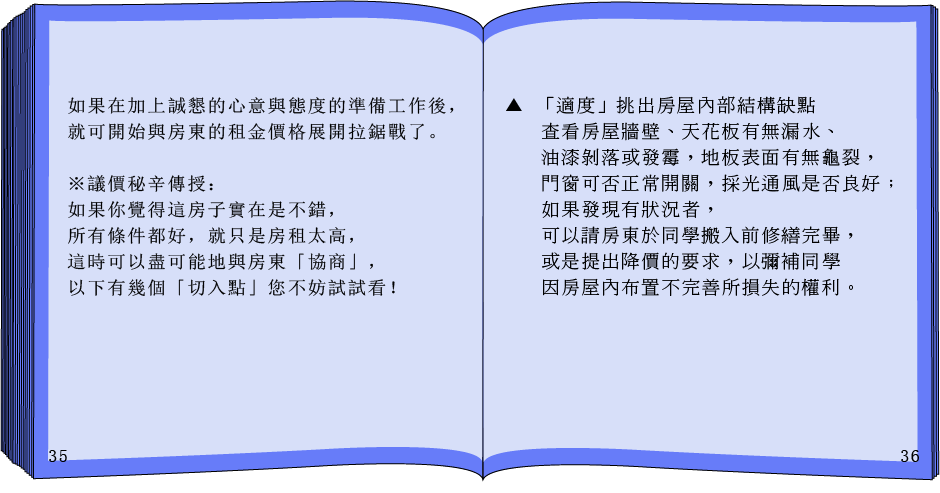 如果在加上誠懇的心意與態度的準備工作後，
就可開始與房東的租金價格展開拉鋸戰了。
※議價秘辛傳授：
如果你覺得這房子實在是不錯，
所有條件都好，就只是房租太高，
這時可以盡可能地與房東「協商」，
以下有幾個「切入點」您不妨試試看！
35
▲ 「適度」挑出房屋內部結構缺點
查看房屋牆壁、天花板有無漏水、
油漆剝落或發霉，地板表面有無龜裂，
門窗可否正常開關，採光通風是否良好；
如果發現有狀況者，
可以請房東於同學搬入前修繕完畢，
或是提出降價的要求，以彌補同學
因房屋內布置不完善所損失的權利。
36